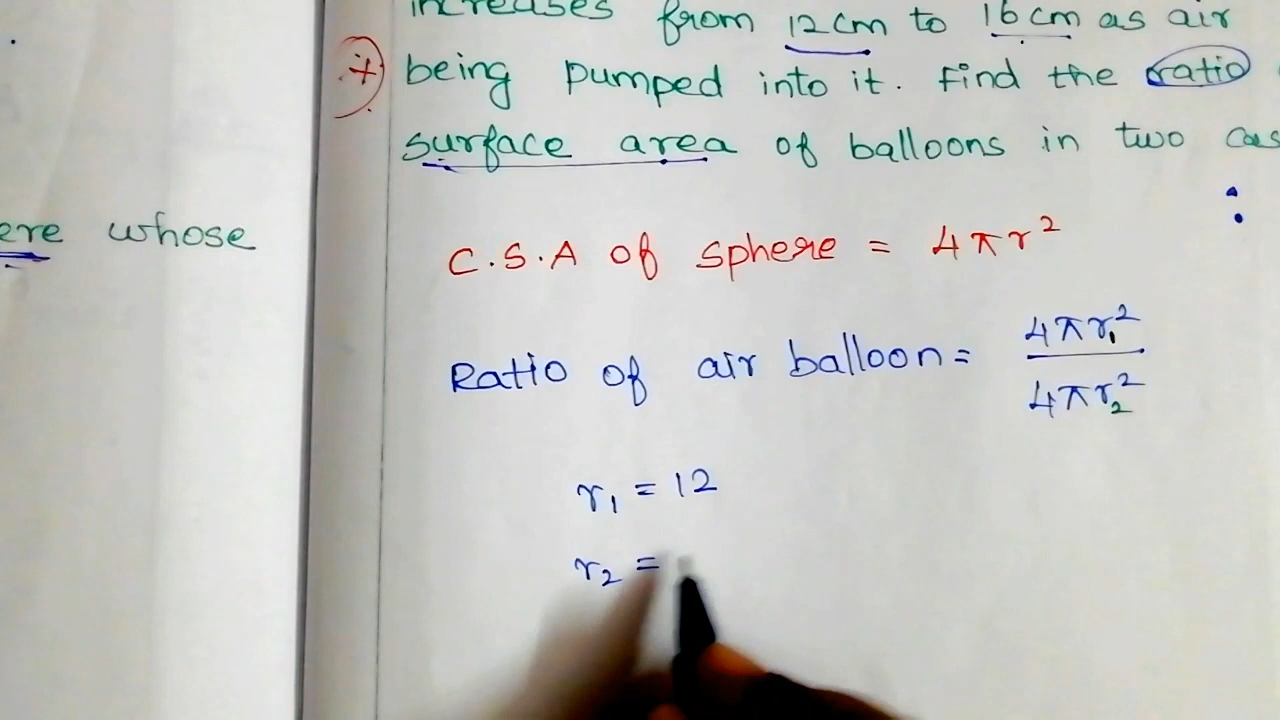 increases from 12cm to 16cm as air
+ being pumped into it. Find the ratio
surface area of balloons in two cas
:
ere whose
C.S.A of sphere = 4πr²
Ratio of air balloon = 4πr₁² / 4πr₂²
r₁ = 12
r₂ =